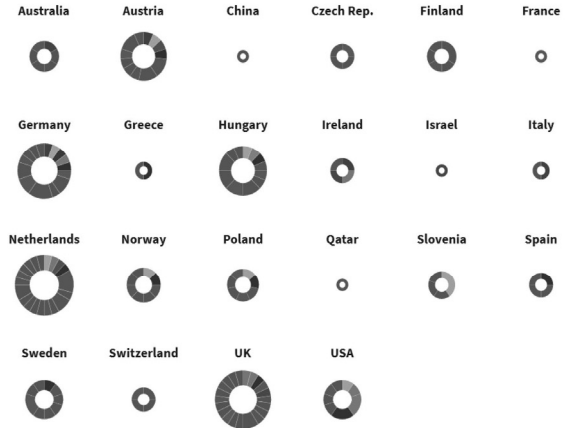 Australia Austria China Czech Rep. Finland France
Germany Greece Hungary Ireland Israel Italy
Netherlands Norway Poland Qatar Slovenia Spain
Sweden Switzerland UK USA